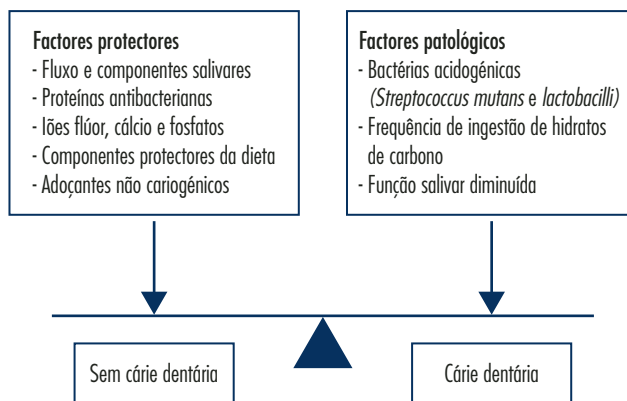 Factores protectores
- Fluxo e componentes salivares
- Proteínas antibacterianas
- Iões flúor, cálcio e fosfatos
- Componentes protectores da dieta
- Adoçantes não cariogénicos
Factores patológicos
- Bactérias acidogénicas
(Streptococcus mutans e lactobacilli)
- Frequência de ingestão de hidratos
de carbono
- Função salivar diminuída
Sem cárie dentária
Cárie dentária